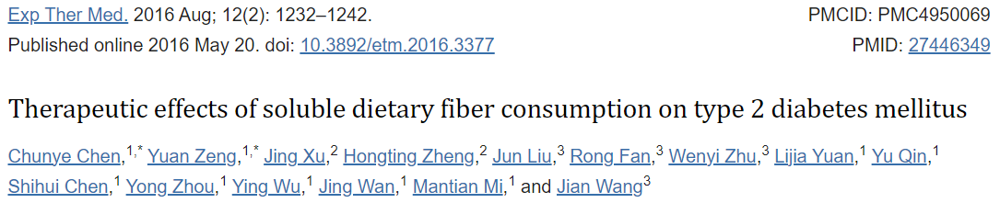 Exp Ther Med. 2016 Aug; 12(2): 1232–1242. PMCID: PMC4950069
Published online 2016 May 20. doi: 10.3892/etm.2016.3377 PMID: 27446349
Therapeutic effects of soluble dietary fiber consumption on type 2 diabetes mellitus
Chunye Chen,1,* Yuan Zeng,1,* Jing Xu,2 Hongting Zheng,2 Jun Liu,3 Rong Fan,3 Wenyi Zhu,3 Lijia Yuan,1 Yu Qin,1
Shihui Chen,1 Yong Zhou,1 Ying Wu,1 Jing Wan,1 Mantian Mi,1 and Jian Wang3